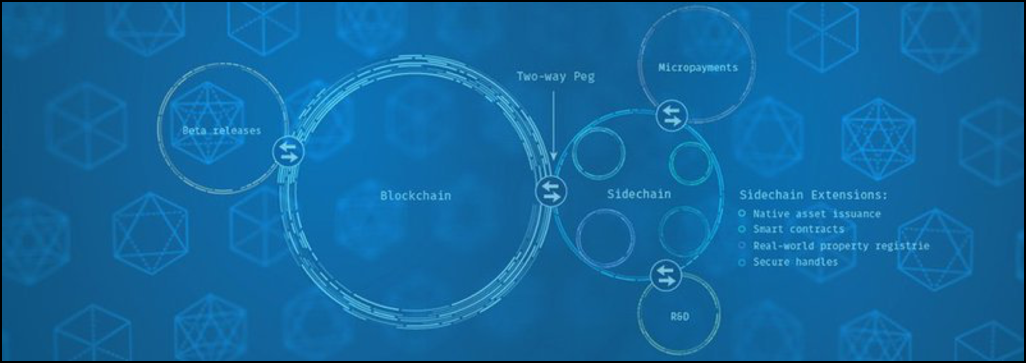 Micropayments
Two-way Peg
Beta releases
Blockchain
Sidechain
Sidechain Extensions:
Native asset issuance
Smart contracts
Real-world property registrie
Secure handles
R&D